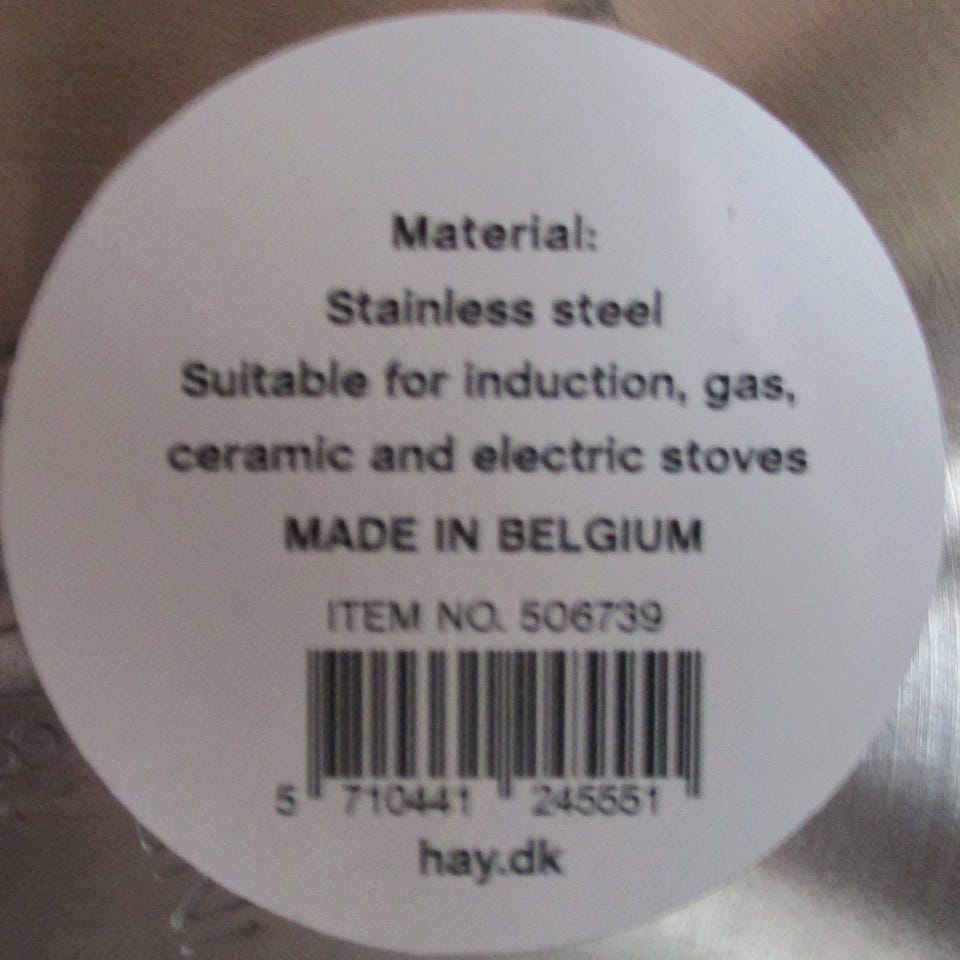 Material:
Stainless steel
Suitable for induction, gas,
ceramic and electric stoves
MADE IN BELGIUM
ITEM NO. 506739
5 710441 245551
hay.dk